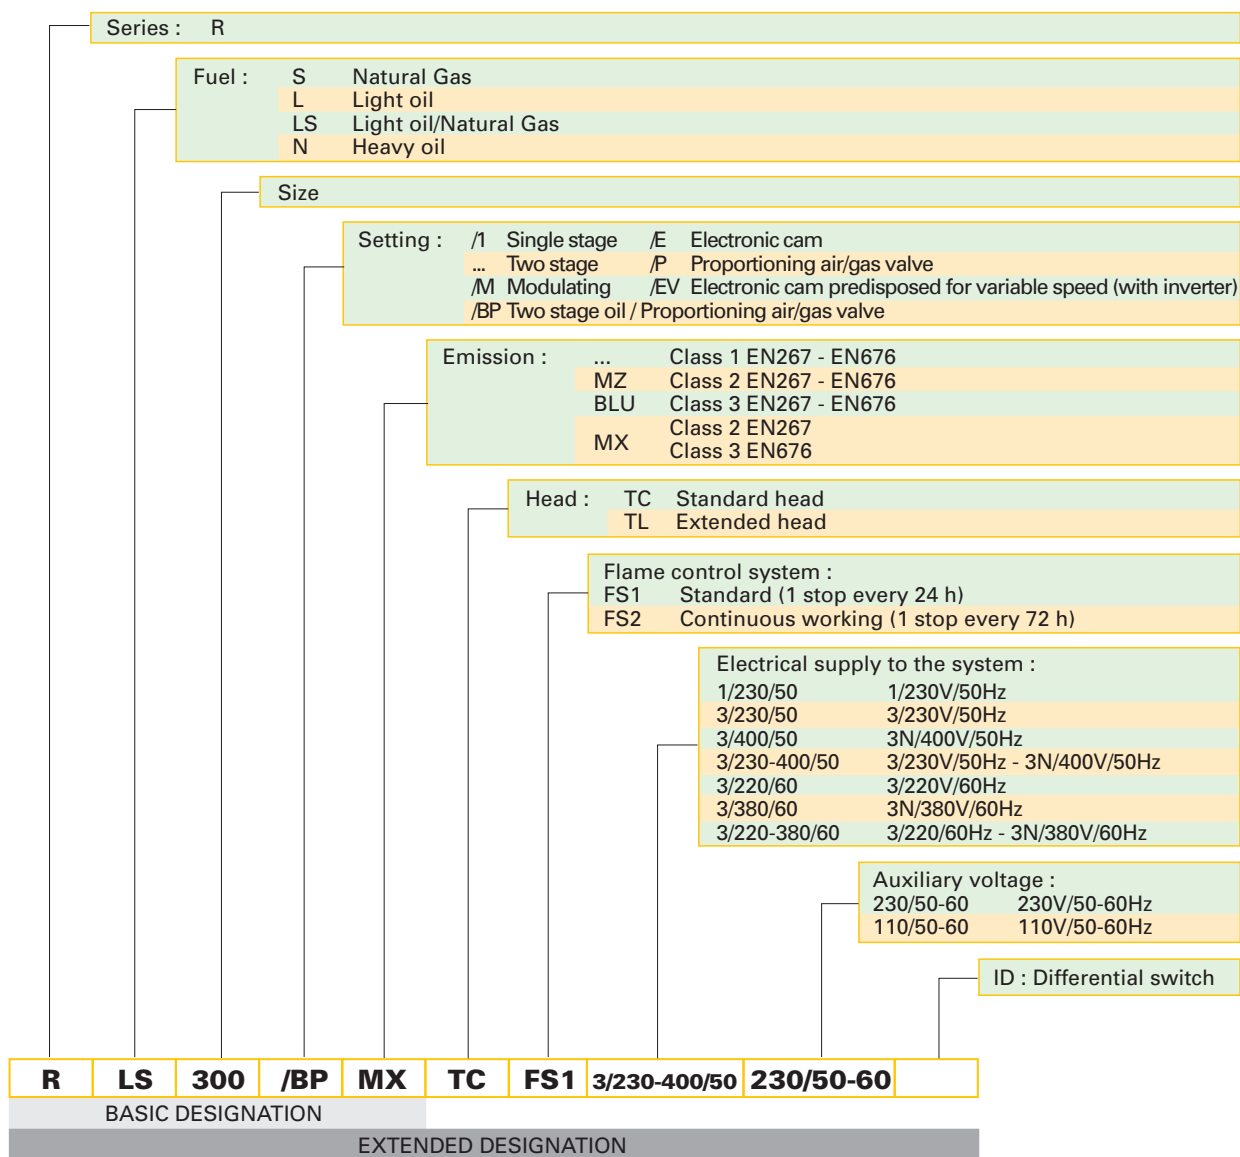 Series : R
Fuel : S Natural Gas
L Light oil
LS Light oil/Natural Gas
N Heavy oil
Size
Setting : /1 Single stage /E Electronic cam
... Two stage /P Proportioning air/gas valve
/M Modulating /EV Electronic cam predisposed for variable speed (with inverter)
/BP Two stage oil / Proportioning air/gas valve
Emission : ... Class 1 EN267 - EN676
MZ Class 2 EN267 - EN676
BLU Class 3 EN267 - EN676
MX Class 2 EN267
Class 3 EN676
Head : TC Standard head
TL Extended head
Flame control system :
FS1 Standard (1 stop every 24 h)
FS2 Continuous working (1 stop every 72 h)
Electrical supply to the system :
1/230/50 1/230V/50Hz
3/230/50 3/230V/50Hz
3/400/50 3N/400V/50Hz
3/230-400/50 3/230V/50Hz - 3N/400V/50Hz
3/220/60 3/220V/60Hz
3/380/60 3N/380V/60Hz
3/220-380/60 3/220/60Hz - 3N/380V/60Hz
Auxiliary voltage :
230/50-60 230V/50-60Hz
110/50-60 110V/50-60Hz
ID : Differential switch
R LS 300 /BP MX TC FS1 3/230-400/50 230/50-60
BASIC DESIGNATION
EXTENDED DESIGNATION